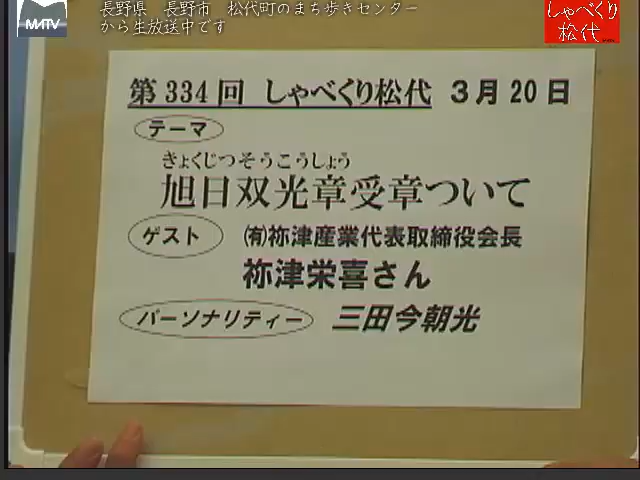 MATV
長野県　長野市　松代町のまち歩きセンター
から生放送中です
しゃべくり
松代
第334回 しゃべくり松代 3月20日
テーマ
きょくじつそうこうしょう
旭日双光章受章ついて
ゲスト (有)祢津産業代表取締役会長
祢津栄喜さん
パーソナリティー 三田今朝光